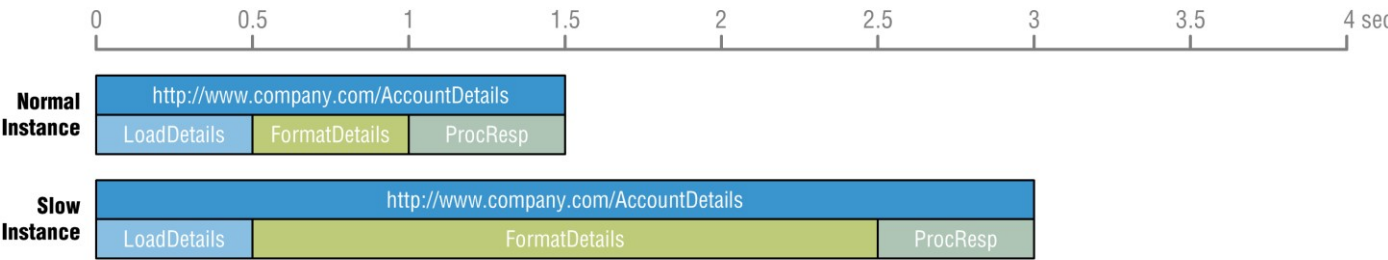 0 0.5 1 1.5 2 2.5 3 3.5 4 sec
http://www.company.com/AccountDetails
Normal
Instance
LoadDetails FormatDetails ProcResp
http://www.company.com/AccountDetails
Slow
Instance
LoadDetails FormatDetails ProcResp